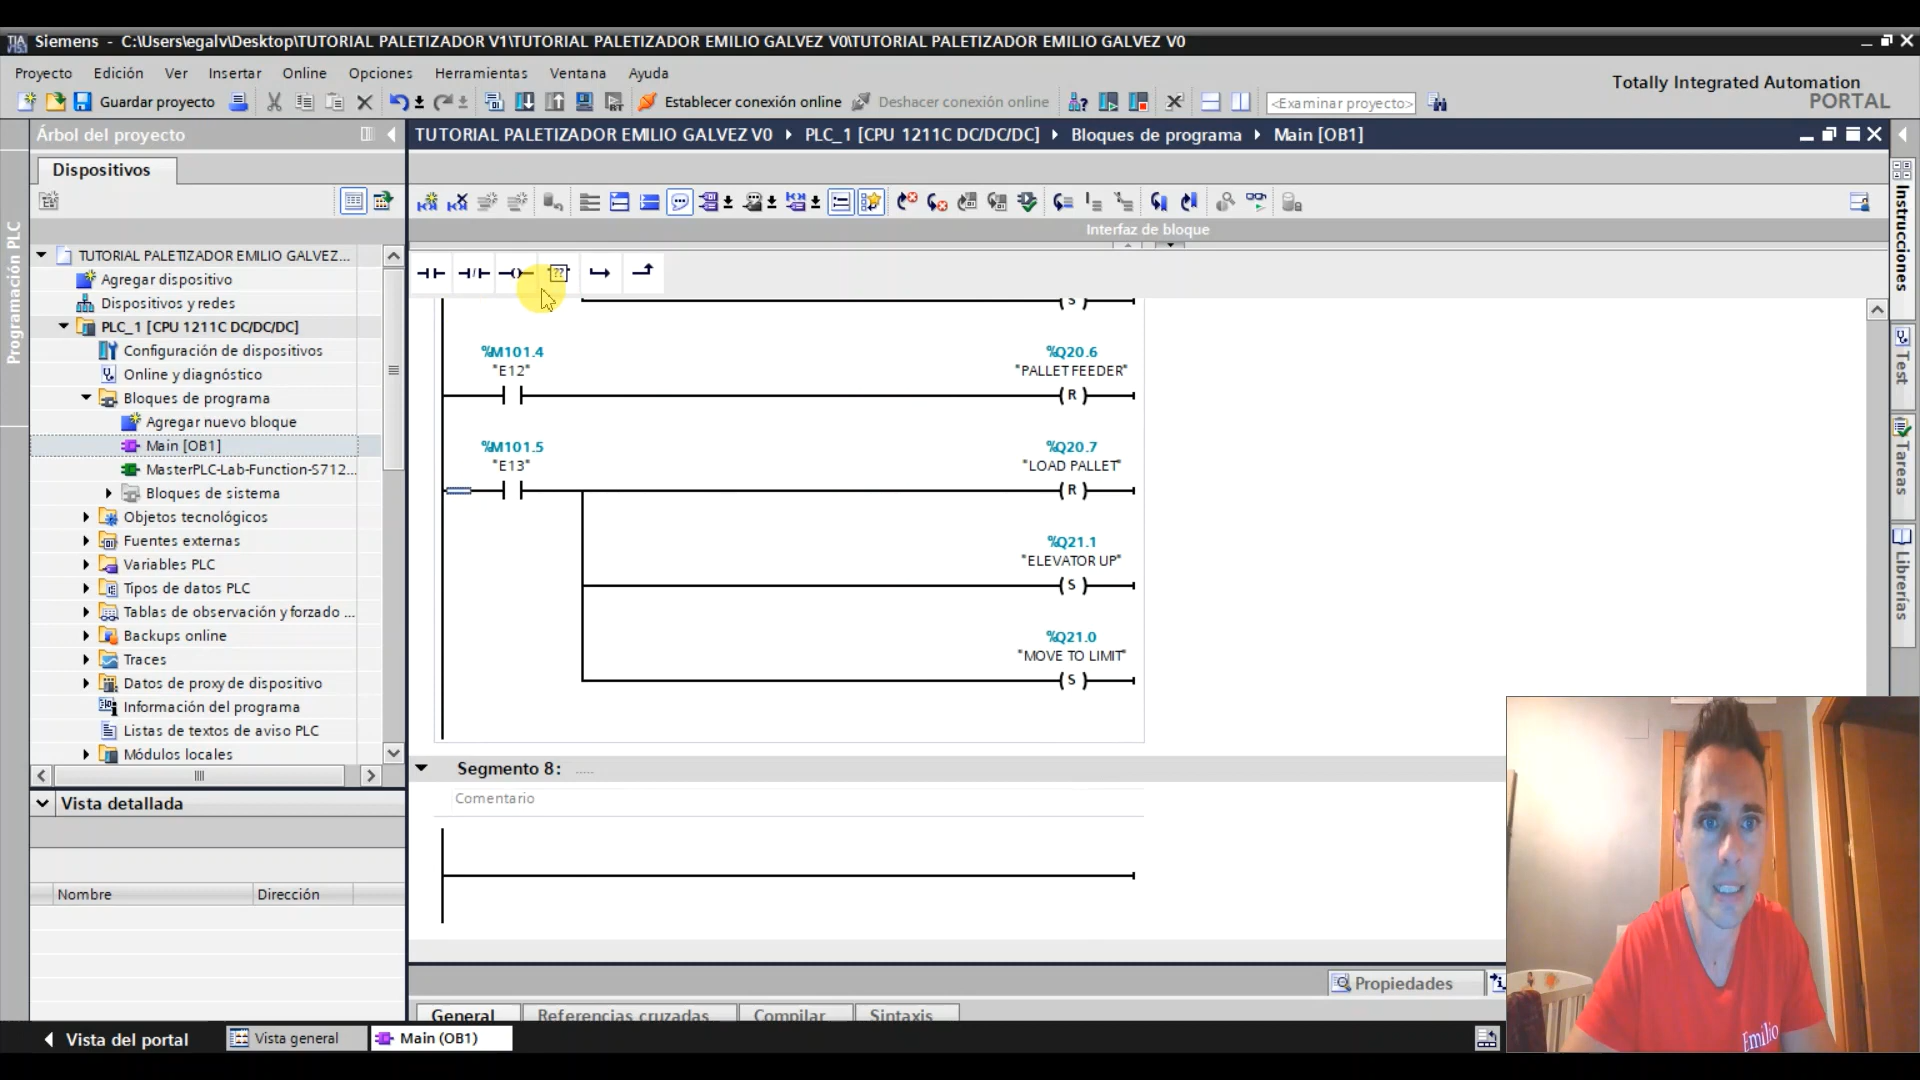 Siemens - C:\Users\egalv\Desktop\TUTORIAL PALETIZADOR V1\TUTORIAL PALETIZADOR EMILIO GALVEZ V0\TUTORIAL PALETIZADOR EMILIO GALVEZ V0
Proyecto Edición Ver Insertar Online Opciones Herramientas Ventana Ayuda
Totally Integrated Automation
PORTAL
Guardar proyecto
Establecer conexión online
Deshacer conexión online
<Examinar proyecto>
Árbol del proyecto
TUTORIAL PALETIZADOR EMILIO GALVEZ V0 PLC_1 [CPU 1211C DC/DC/DC] Bloques de programa Main [OB1]
Dispositivos
Interfaz de bloque
Programación PLC
TUTORIAL PALETIZADOR EMILIO GALVEZ...
Agregar dispositivo
Dispositivos y redes
PLC_1 [CPU 1211C DC/DC/DC]
Configuración de dispositivos
Online y diagnóstico
Bloques de programa
Agregar nuevo bloque
Main [OB1]
MasterPLC-Lab-Function-S712...
Bloques de sistema
Objetos tecnológicos
Fuentes externas
Variables PLC
Tipos de datos PLC
Tablas de observación y forzado ...
Backups online
Traces
Datos de proxy de dispositivo
Información del programa
Listas de textos de aviso PLC
Módulos locales
Vista detallada
Nombre Dirección
??
S
%M101.4
"E12"
%Q20.6
"PALLET FEEDER"
R
%M101.5
"E13"
%Q20.7
"LOAD PALLET"
R
%Q21.1
"ELEVATOR UP"
S
%Q21.0
"MOVE TO LIMIT"
S
Segmento 8: .....
Comentario
Propiedades
General Referencias cruzadas Compilar Sintaxis
Instrucciones
Test
Tareas
Librerías
Vista del portal
Vista general
Main (OB1)
Emilio